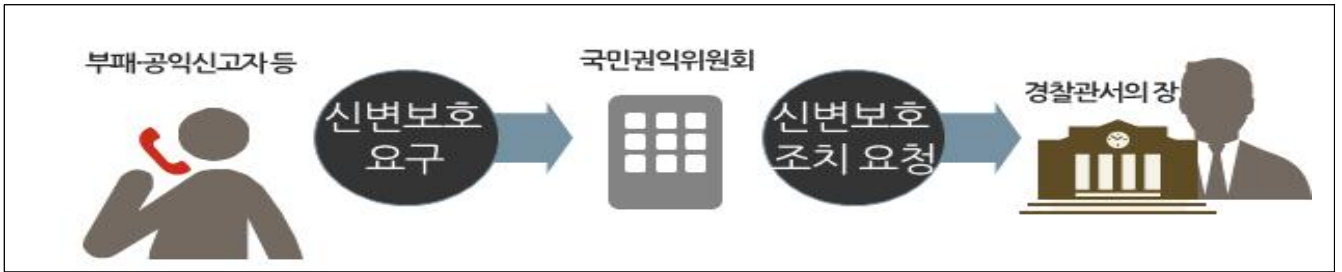 부패·공익신고자 등
신변보호
요구
국민권익위원회
신변보호
조치 요청
경찰관서의 장